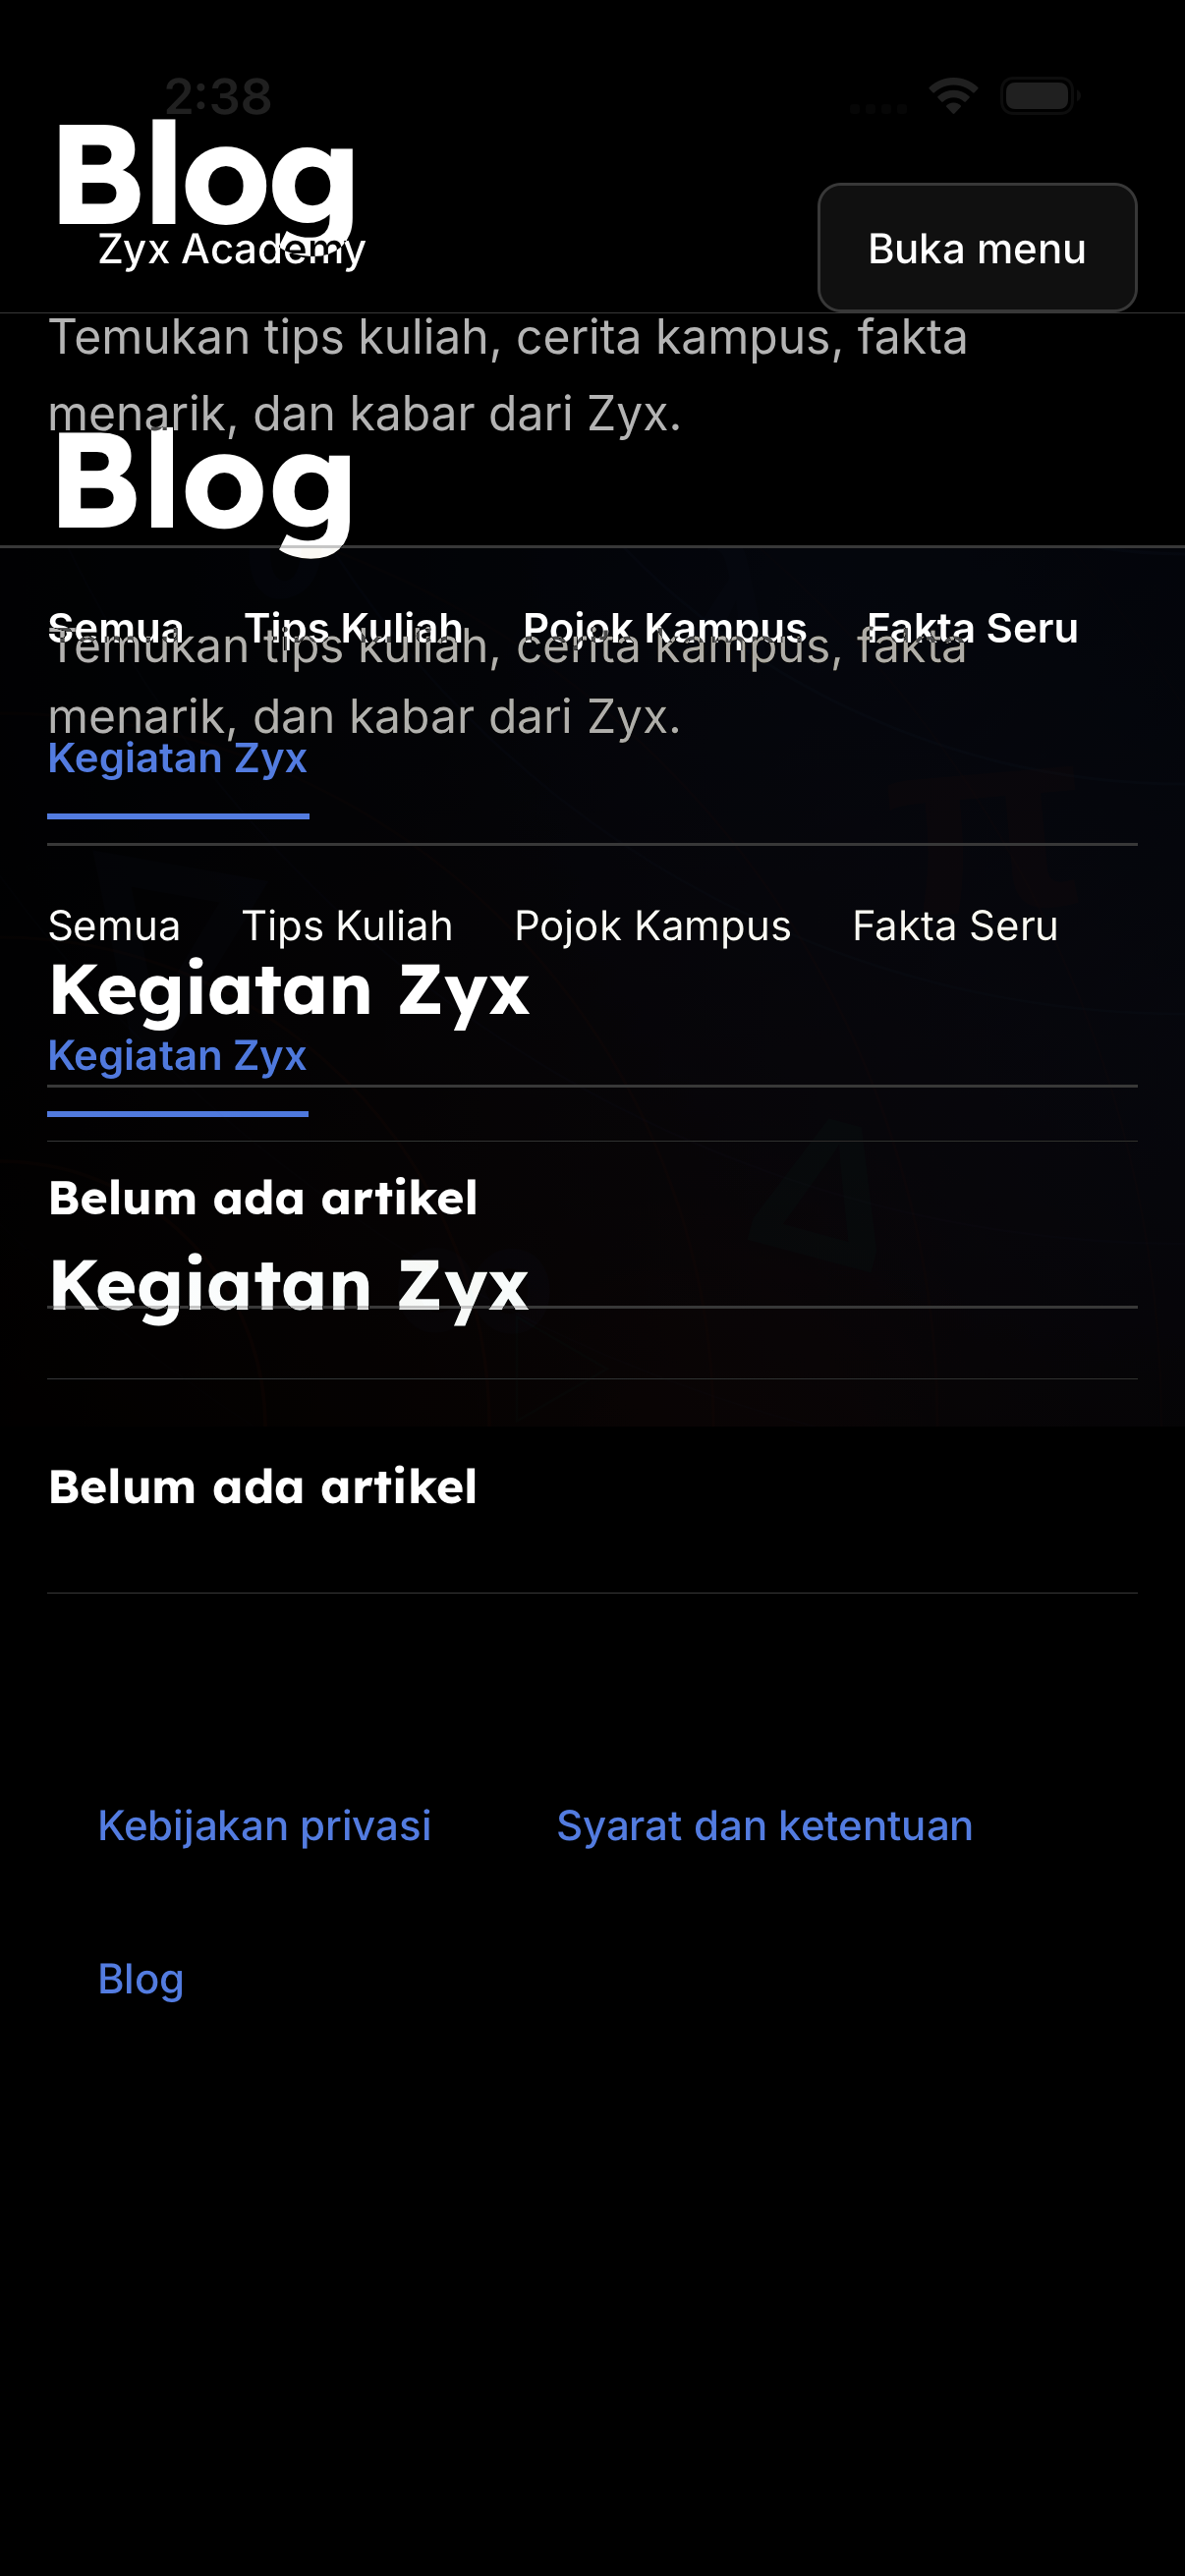 2:38
Blog
Zyx Academy
Buka menu
Temukan tips kuliah, cerita kampus, fakta
menarik, dan kabar dari Zyx.
Blog
Semua Tips Kuliah Pojok Kampus Fakta Seru
Temukan tips kuliah, cerita kampus, fakta
menarik, dan kabar dari Zyx.
Kegiatan Zyx
Semua Tips Kuliah Pojok Kampus Fakta Seru
Kegiatan Zyx
Kegiatan Zyx
Belum ada artikel
Kegiatan Zyx
Belum ada artikel
Kebijakan privasi Syarat dan ketentuan
Blog